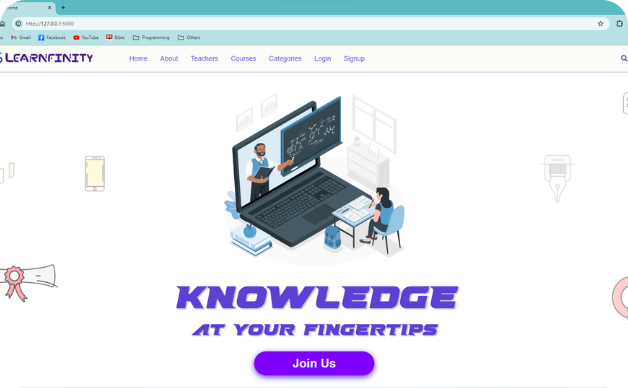 http://127.0.0.1:5000
Gmail Facebook YouTube Bible Programming Others
LEARNFINITY
Home About Teachers Courses Categories Login Signup
KNOWLEDGE
AT YOUR FINGERTIPS
Join Us